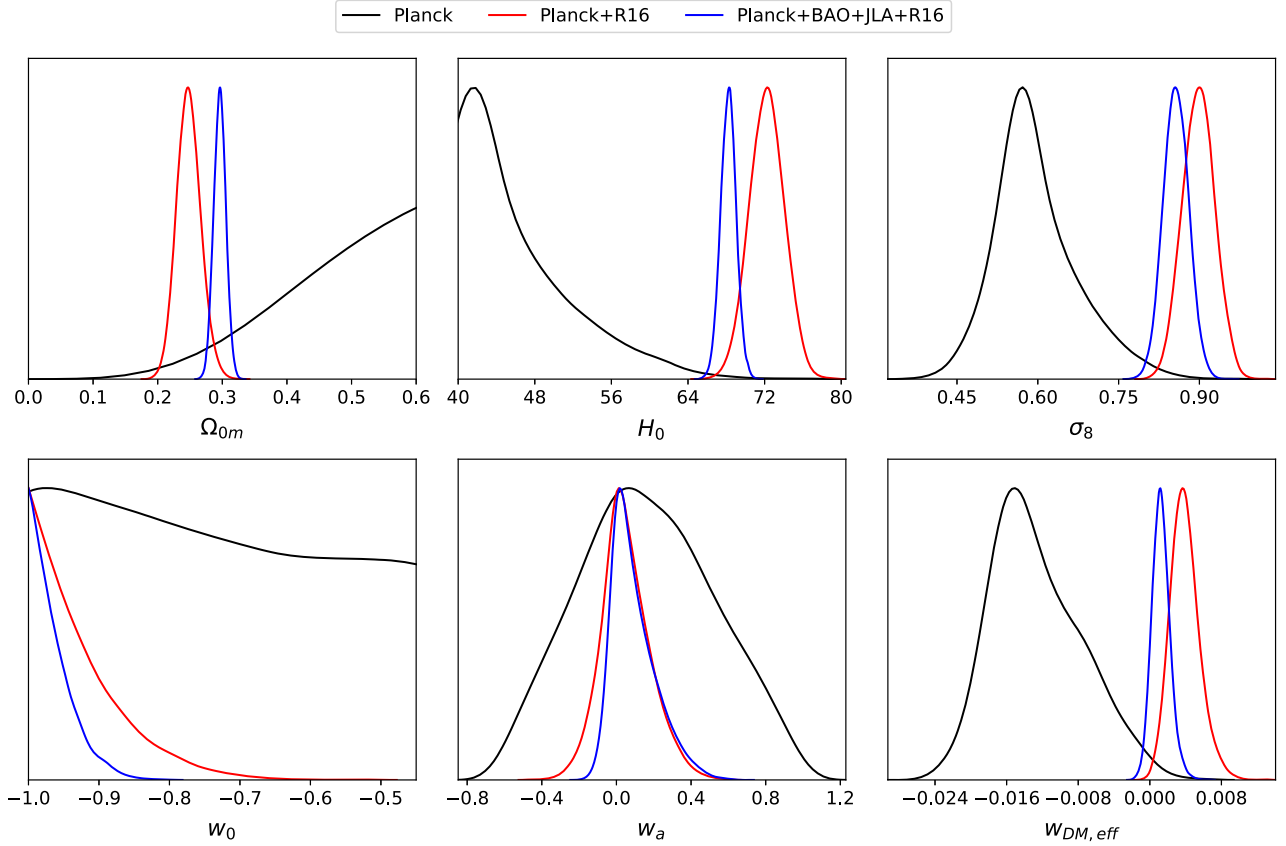 Planck Planck+R16 Planck+BAO+JLA+R16
0.0 0.1 0.2 0.3 0.4 0.5 0.6
Ω0m
40 48 56 64 72 80
H0
0.45 0.60 0.75 0.90
σ8
−1.0 −0.9 −0.8 −0.7 −0.6 −0.5
w0
−0.8 −0.4 0.0 0.4 0.8 1.2
wa
−0.024 −0.016 −0.008 0.000 0.008
wDM, eff